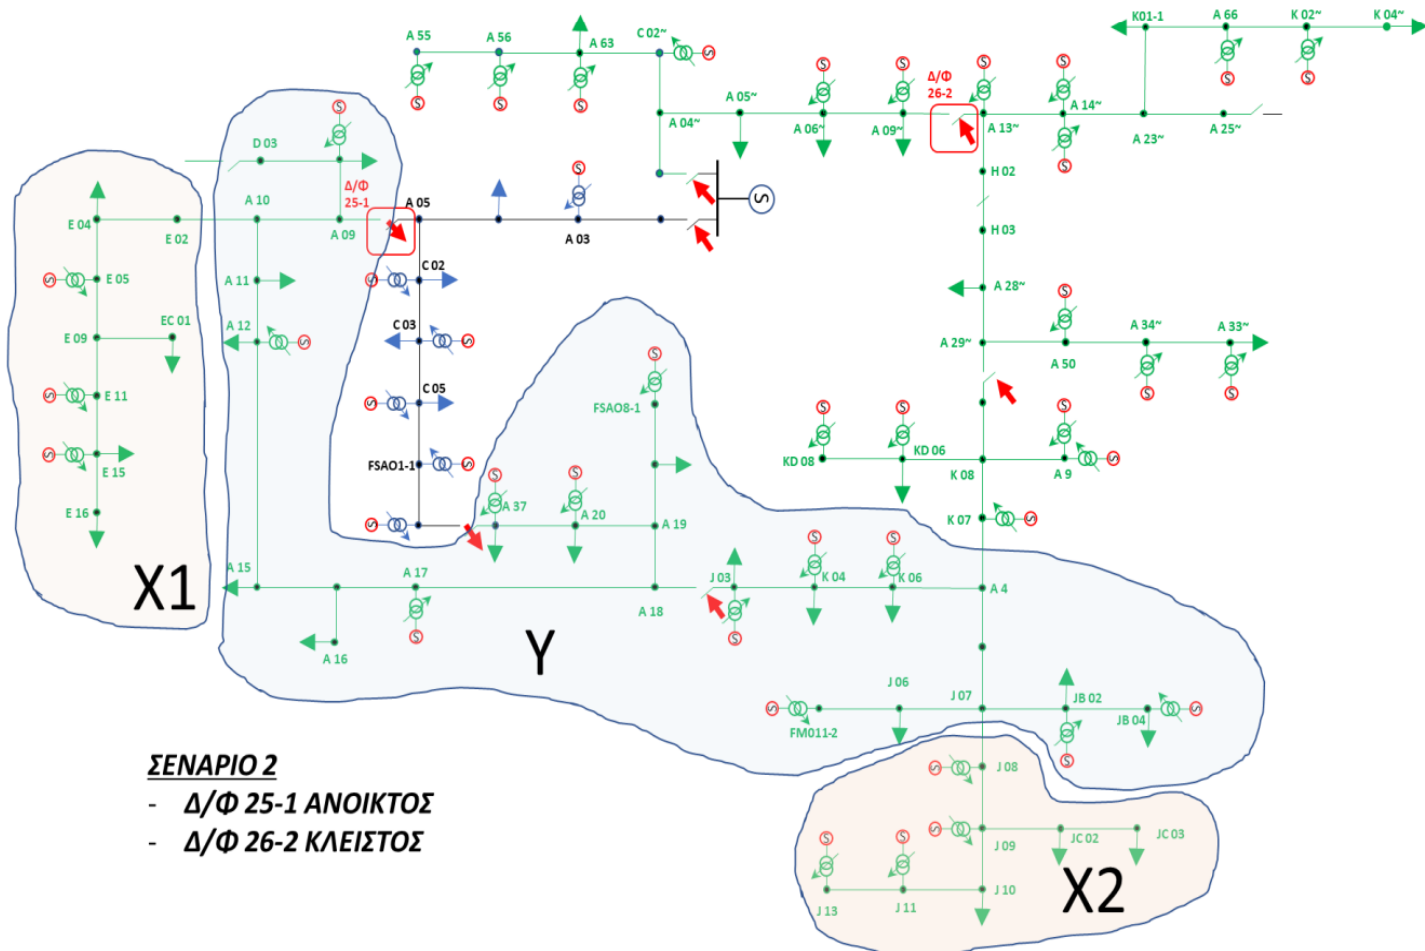 K01-1 A 66 K 02~ K 04~
A 55 A 56 A 63 C 02~
S S S S S S S
Δ/Φ
26-2
A 04~ A 05~ A 06~ A 09~ A 13~ A 14~ A 23~ A 25~
S S S S
D 03
H 02
Δ/Φ
25-1
S
E 04 E 02 A 10 A 09 A 05 A 03
H 03
E 05 A 11 C 02 A 28~
S S S
EC 01
E 09 A 12 C 03 A 29~ A 50 A 34~ A 33~
S S S S
E 11 C 05
S S S
FSAO8-1
E 15 FSAO1-1 KD 08 KD 06 K 08 A 9
S S S S S S
E 16 A 37 A 20 A 19 K 07
S S S S
X1
A 15 A 17 A 18 J 03 K 04 K 06 A 4
S S S S
A 16
Y
J 06 J 07 JB 02
FM011-2 JB 04
S S S
J 08
S
ΣΕΝΑΡΙΟ 2
- Δ/Φ 25-1 ΑΝΟΙΚΤΟΣ
- Δ/Φ 26-2 ΚΛΕΙΣΤΟΣ
J 09 JC 02 JC 03
S S S
J 13 J 11 J 10
X2